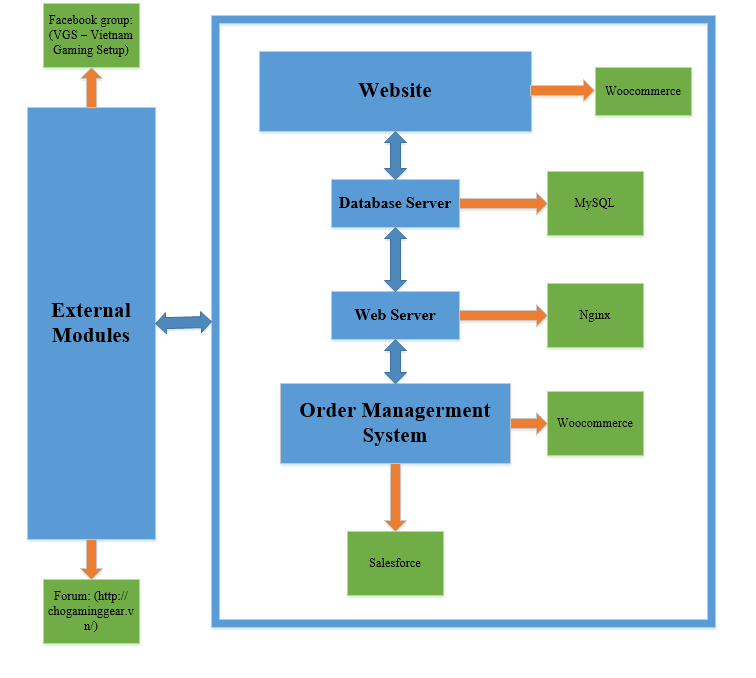 Facebook group:
(VGS – Vietnam
Gaming Setup)
Website
Woocommerce
Database Server
MySQL
External
Modules
Web Server
Nginx
Order Managerment
System
Woocommerce
Salesforce
Forum: (http://
chogaminggear.v
n/)